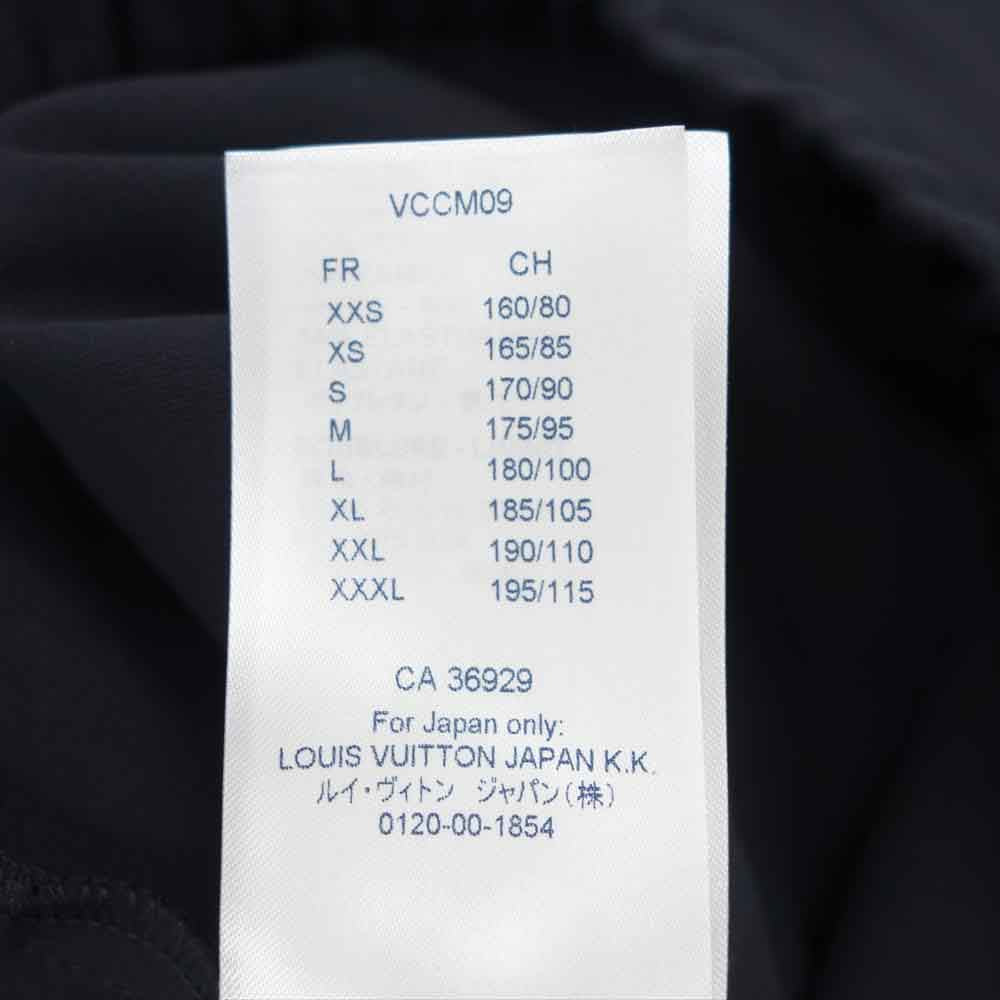 VCCM09
FR CH
XXS 160/80
XS 165/85
S 170/90
M 175/95
L 180/100
XL 185/105
XXL 190/110
XXXL 195/115
CA 36929
For Japan only:
LOUIS VUITTON JAPAN K.K.
ルイ・ヴィトン ジャパン(株)
0120-00-1854